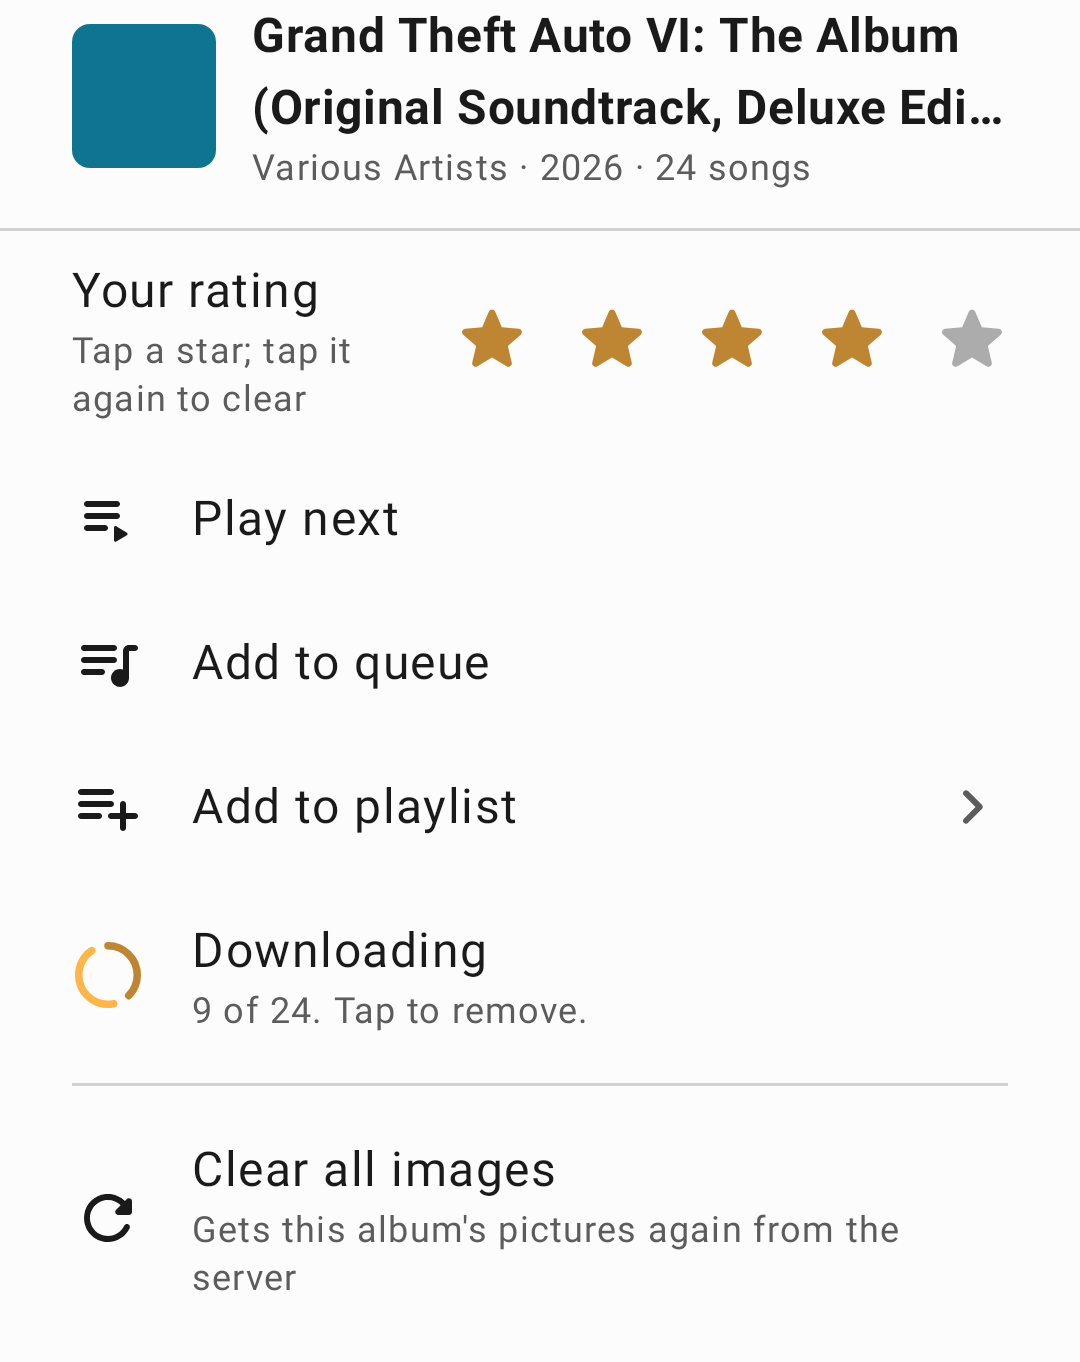 Grand Theft Auto VI: The Album
(Original Soundtrack, Deluxe Edi…
Various Artists · 2026 · 24 songs
Your rating
Tap a star; tap it
again to clear
Play next
Add to queue
Add to playlist
Downloading
9 of 24. Tap to remove.
Clear all images
Gets this album's pictures again from the
server